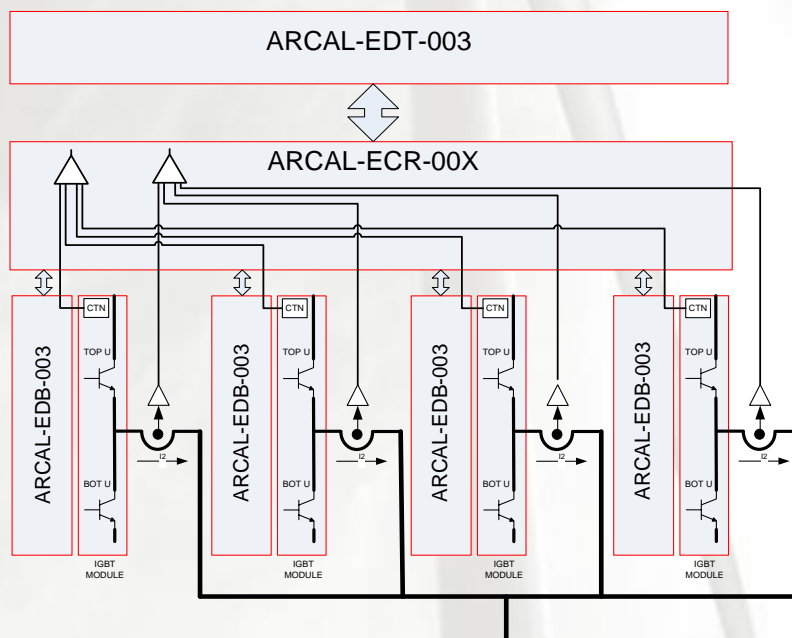 ARCAL-EDT-003
ARCAL-ECR-00X
ARCAL-EDB-003
CTN
TOP U
I2
BOT U
IGBT
MODULE
ARCAL-EDB-003
CTN
TOP U
I2
BOT U
IGBT
MODULE
ARCAL-EDB-003
CTN
TOP U
I2
BOT U
IGBT
MODULE
ARCAL-EDB-003
CTN
TOP U
I2
BOT U
IGBT
MODULE